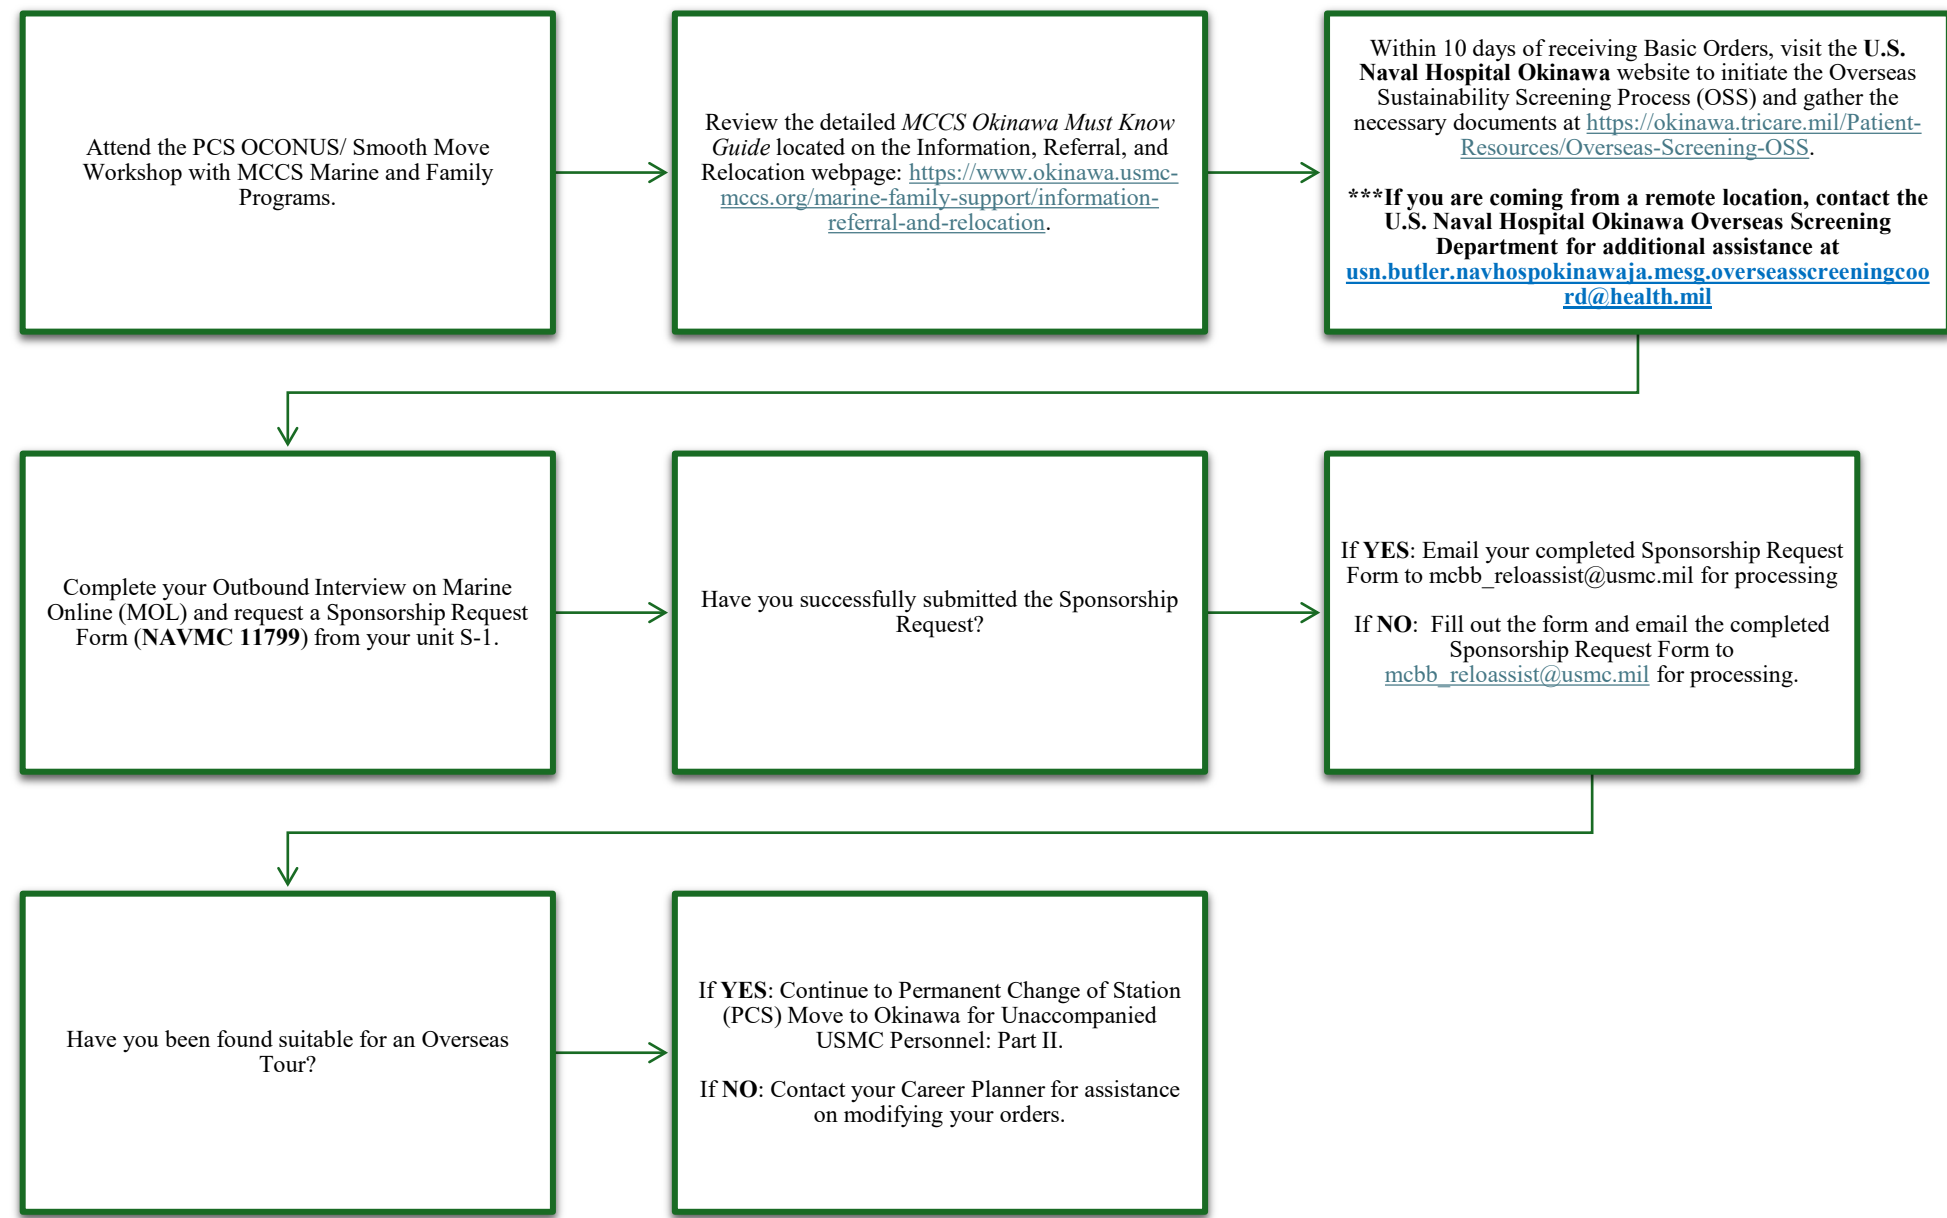 Attend the PCS OCONUS/ Smooth Move
Workshop with MCCS Marine and Family
Programs.
Review the detailed MCCS Okinawa Must Know
Guide located on the Information, Referral, and
Relocation webpage: https://www.okinawa.usmc-
mccs.org/marine-family-support/information-
referral-and-relocation.
Within 10 days of receiving Basic Orders, visit the U.S.
Naval Hospital Okinawa website to initiate the Overseas
Sustainability Screening Process (OSS) and gather the
necessary documents at https://okinawa.tricare.mil/Patient-
Resources/Overseas-Screening-OSS.
***If you are coming from a remote location, contact the
U.S. Naval Hospital Okinawa Overseas Screening
Department for additional assistance at
usn.butler.navhospokinawaja.mesg.overseasscreeningcoo
rd@health.mil
Complete your Outbound Interview on Marine
Online (MOL) and request a Sponsorship Request
Form (NAVMC 11799) from your unit S-1.
Have you successfully submitted the Sponsorship
Request?
If YES: Email your completed Sponsorship Request
Form to mcbb_reloassist@usmc.mil for processing
If NO:  Fill out the form and email the completed
Sponsorship Request Form to
mcbb_reloassist@usmc.mil for processing.
Have you been found suitable for an Overseas
Tour?
If YES: Continue to Permanent Change of Station
(PCS) Move to Okinawa for Unaccompanied
USMC Personnel: Part II.
If NO: Contact your Career Planner for assistance
on modifying your orders.